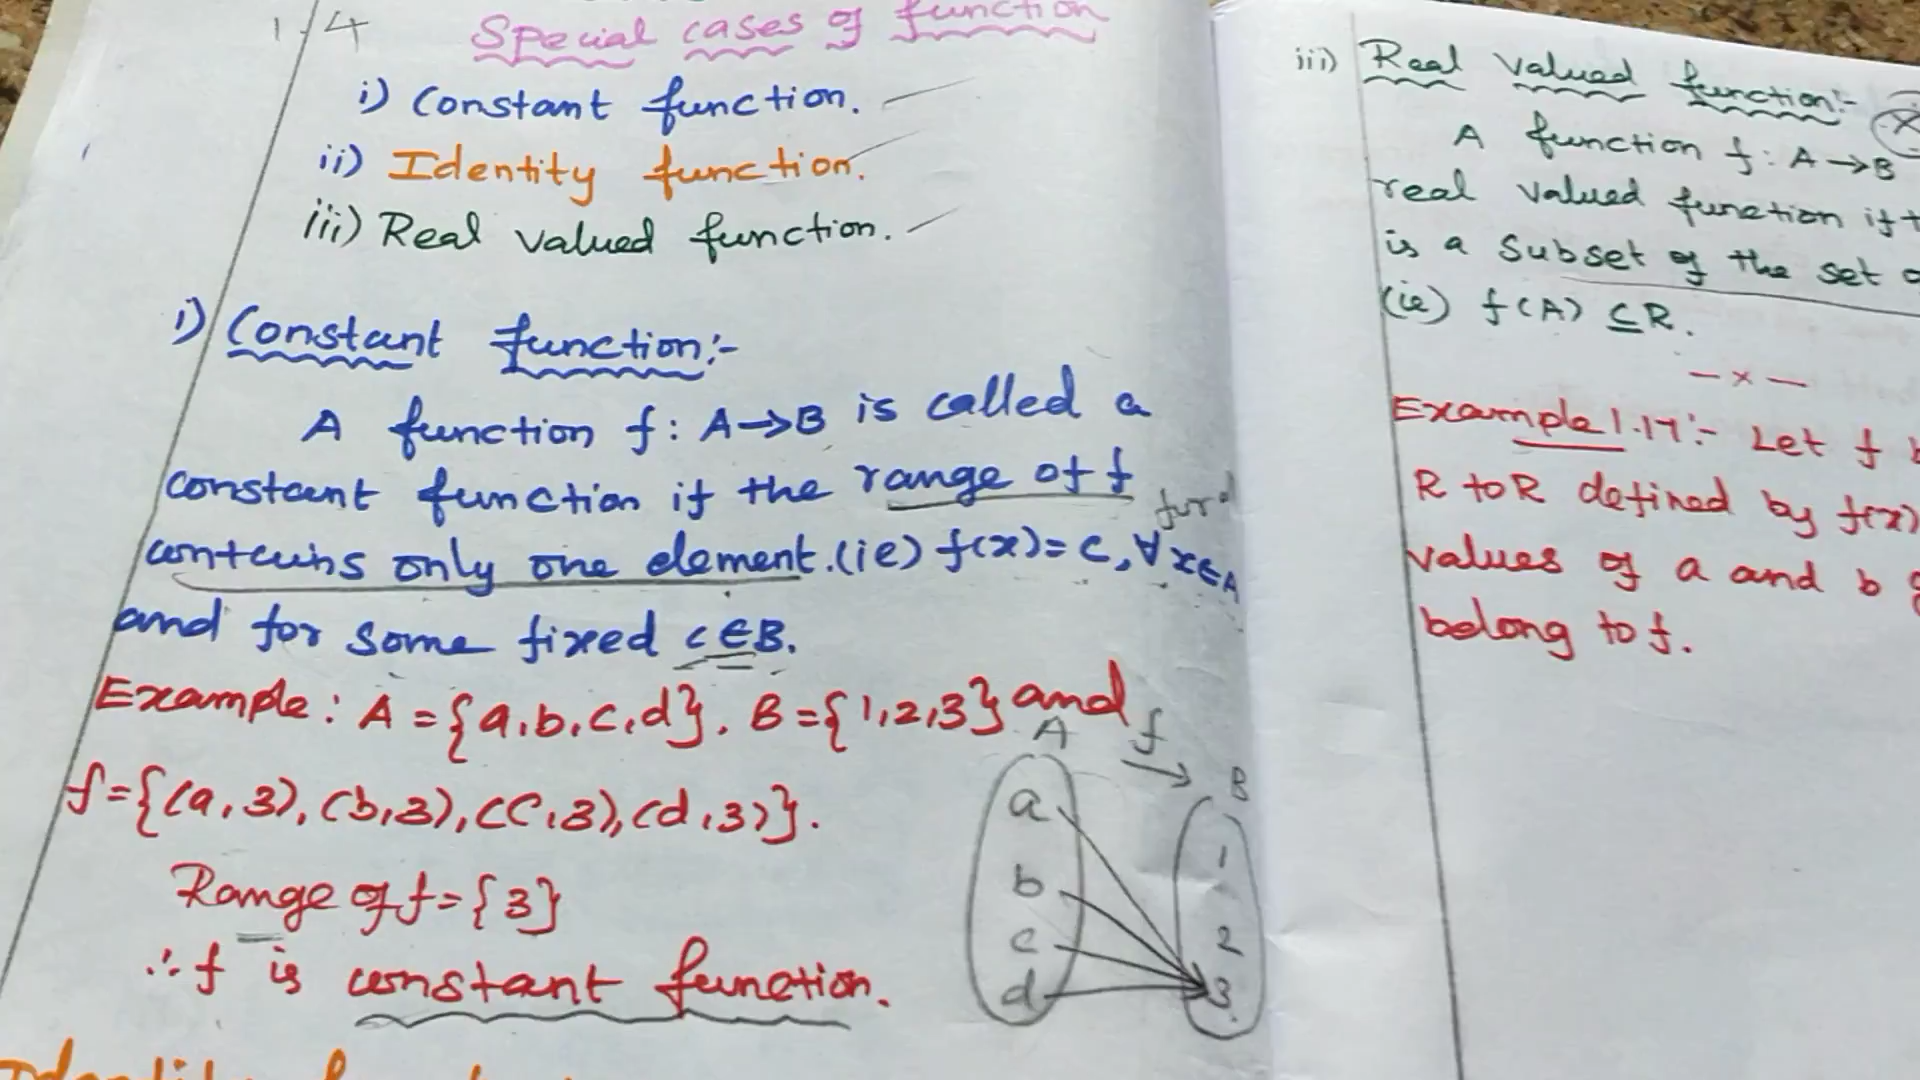 1.4 Special cases of function
i) Constant function.
ii) Identity function.
iii) Real valued function.
i) Constant function:-
A function f: A→B is called a
constant function if the range of f
contains only one element. (ie) f(x) = c, ∀ x∈A
and for some fixed c∈B.
Example: A = {a, b, c, d}. B = {1, 2, 3} and
f = {(a, 3), (b, 3), (c, 3), (d, 3)}.
Range of f = {3}
∴ f is constant function.
A f B
a
b
c
d
1
2
3
iii) Real valued function:-
A function f: A→B
real valued function if
is a subset of the set
(ie) f(A) ⊆ R.
— x —
Example 1.17:- Let f
R to R defined by f(x)
values of a and b
belong to f.